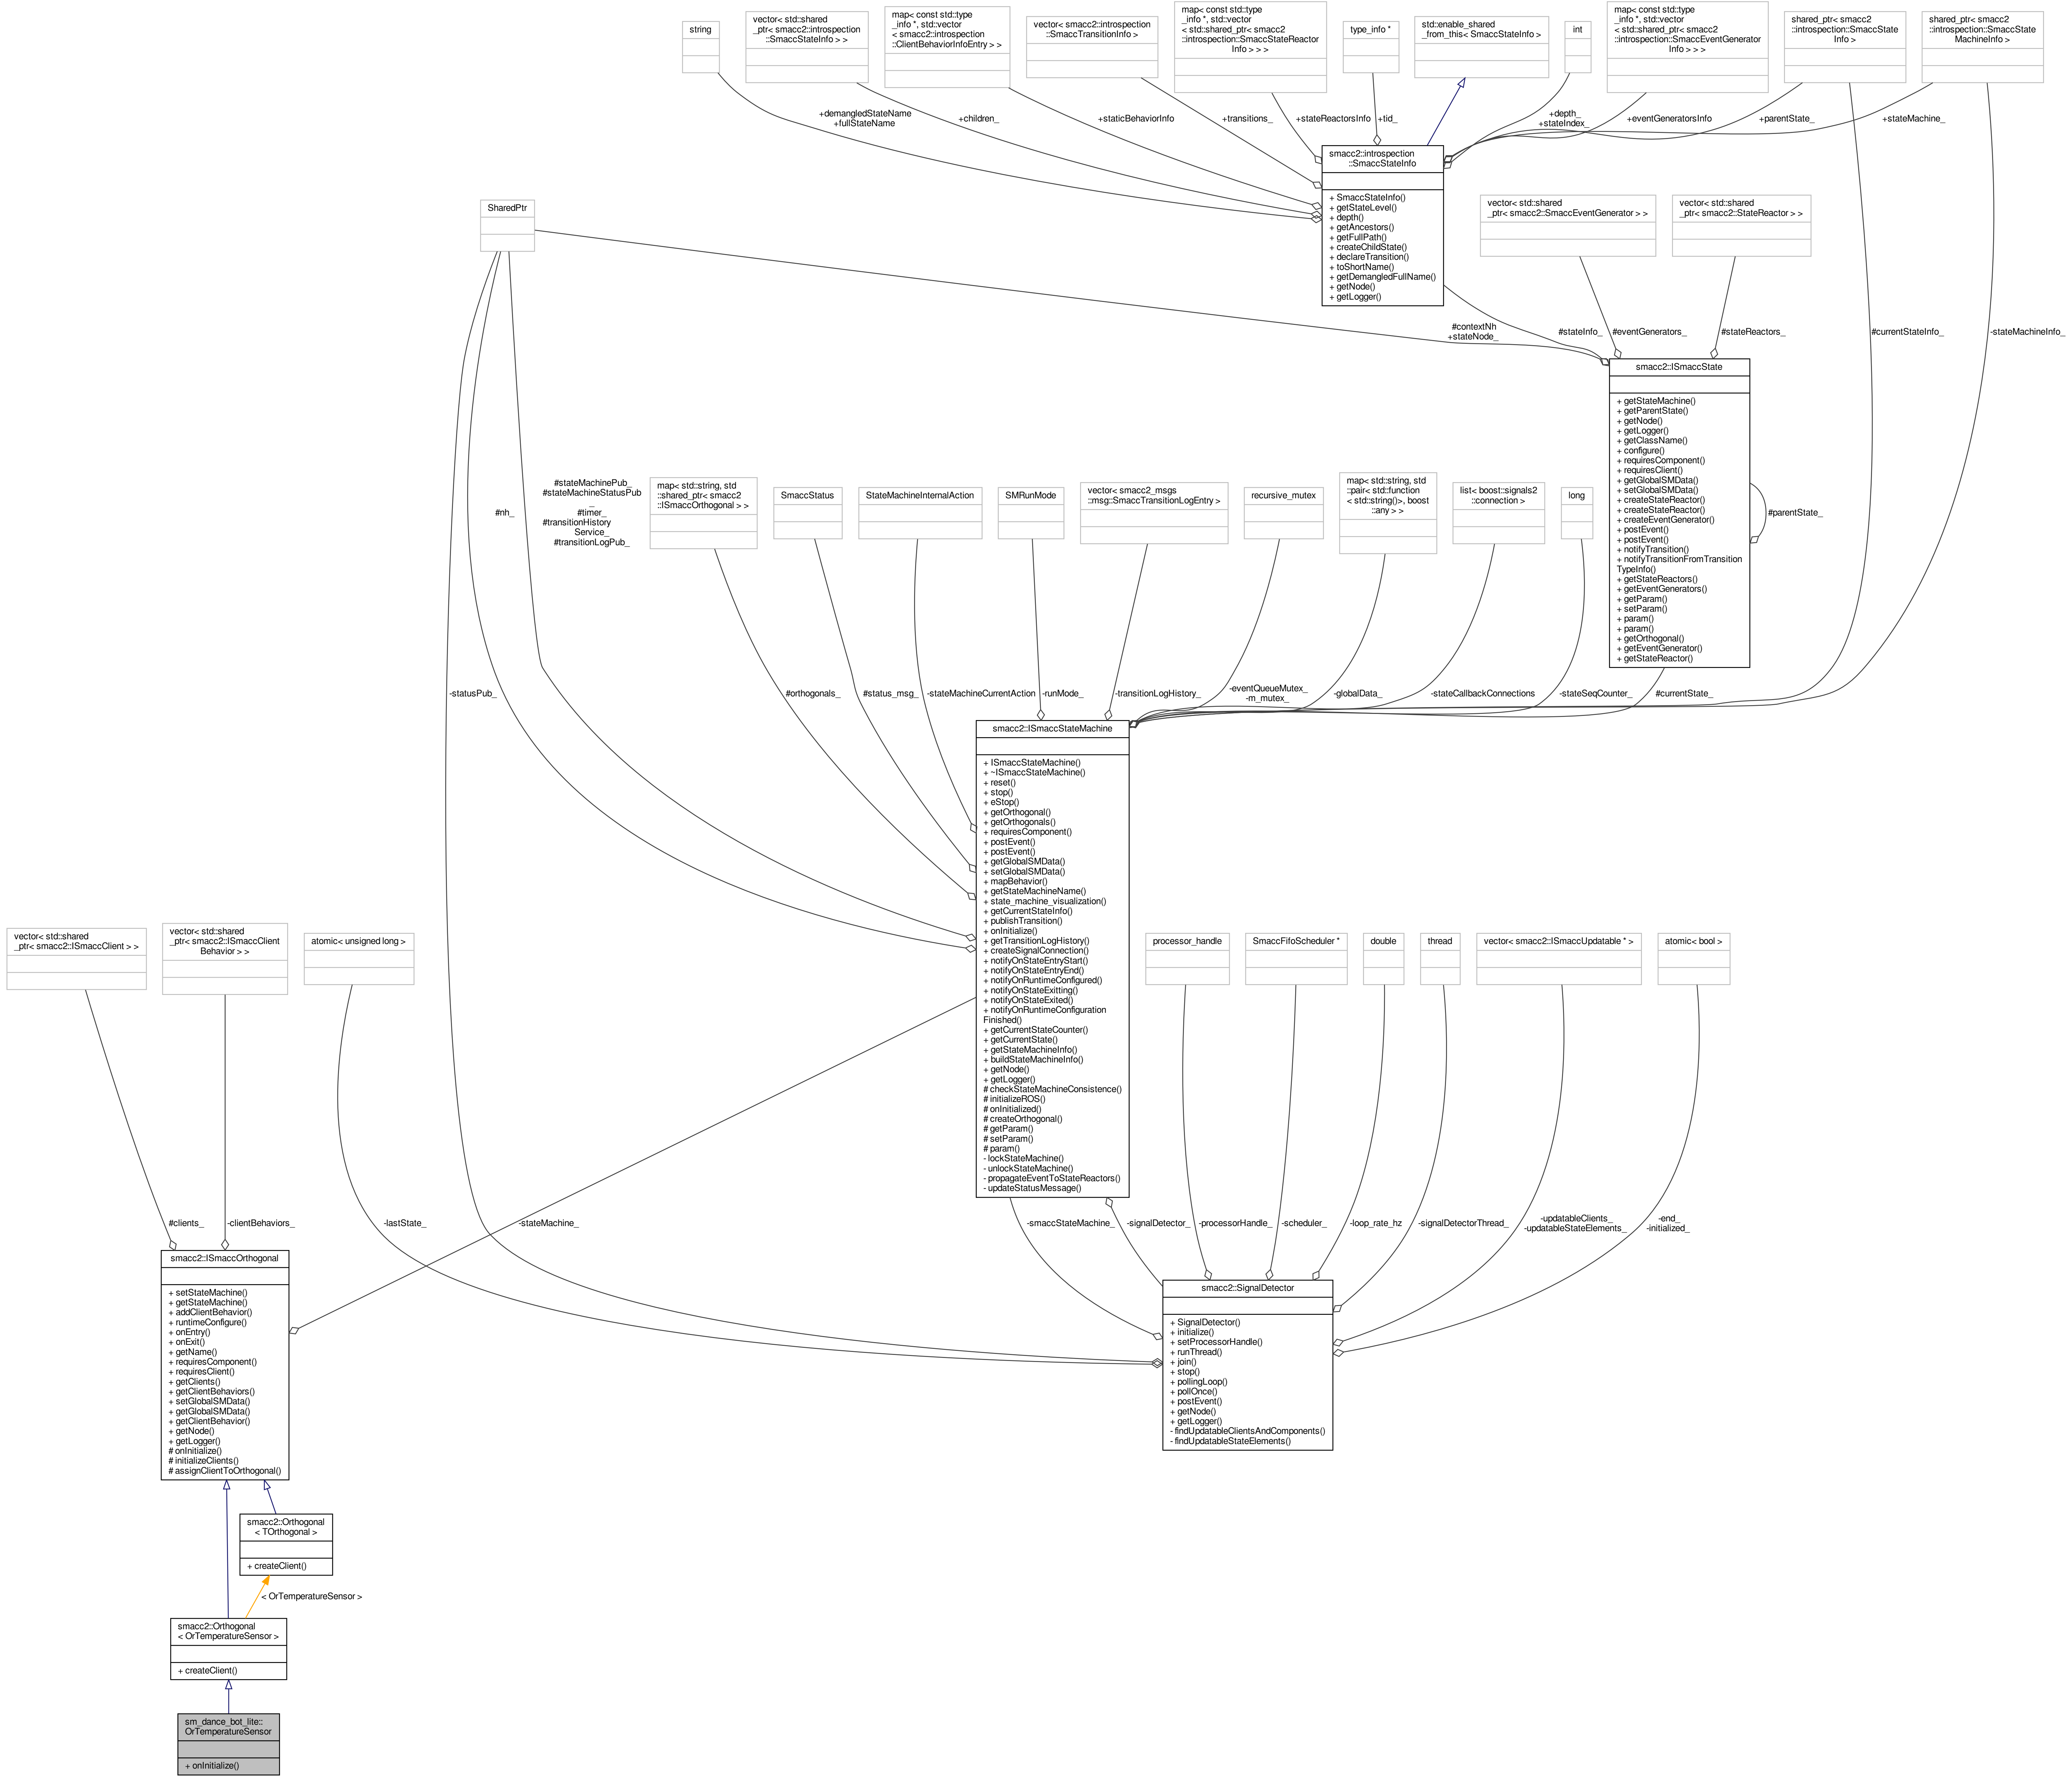 string
vector< std::shared
_ptr< smacc2::introspection
::SmaccStateInfo > >
map< const std::type
_info *, std::vector
< smacc2::introspection
::ClientBehaviorInfoEntry > >
vector< smacc2::introspection
::SmaccTransitionInfo >
map< const std::type
_info *, std::vector
< std::shared_ptr< smacc2
::introspection::SmaccStateReactor
Info > > >
type_info *
std::enable_shared
_from_this< SmaccStateInfo >
int
map< const std::type
_info *, std::vector
< std::shared_ptr< smacc2
::introspection::SmaccEventGenerator
Info > > >
shared_ptr< smacc2
::introspection::SmaccState
Info >
shared_ptr< smacc2
::introspection::SmaccState
MachineInfo >
+demangledStateName
+fullStateName
+children_
+staticBehaviorInfo
+transitions_
+stateReactorsInfo
+tid_
+depth_
+stateIndex_
+eventGeneratorsInfo
+parentState_
+stateMachine_
smacc2::introspection
::SmaccStateInfo
+ SmaccStateInfo()
+ getStateLevel()
+ depth()
+ getAncestors()
+ getFullPath()
+ createChildState()
+ declareTransition()
+ toShortName()
+ getDemangledFullName()
+ getNode()
+ getLogger()
SharedPtr
vector< std::shared
_ptr< smacc2::SmaccEventGenerator > >
vector< std::shared
_ptr< smacc2::StateReactor > >
#contextNh
+stateNode_
#stateInfo_
#eventGenerators_
#stateReactors_
#currentStateInfo_
-stateMachineInfo_
smacc2::ISmaccState
+ getStateMachine()
+ getParentState()
+ getNode()
+ getLogger()
+ getClassName()
+ configure()
+ requiresComponent()
+ requiresClient()
+ getGlobalSMData()
+ setGlobalSMData()
+ createStateReactor()
+ createStateReactor()
+ createEventGenerator()
+ postEvent()
+ postEvent()
+ notifyTransition()
+ notifyTransitionFromTransition
TypeInfo()
+ getStateReactors()
+ getEventGenerators()
+ getParam()
+ setParam()
+ param()
+ param()
+ getOrthogonal()
+ getEventGenerator()
+ getStateReactor()
#parentState_
#nh_
#stateMachinePub_
#stateMachineStatusPub
_
#timer_
#transitionHistory
Service_
#transitionLogPub_
map< std::string, std
::shared_ptr< smacc2
::ISmaccOrthogonal > >
SmaccStatus
StateMachineInternalAction
SMRunMode
vector< smacc2_msgs
::msg::SmaccTransitionLogEntry >
recursive_mutex
map< std::string, std
::pair< std::function
< std::string()>, boost
::any > >
list< boost::signals2
::connection >
long
-statusPub_
#orthogonals_
#status_msg_
-stateMachineCurrentAction
-runMode_
-transitionLogHistory_
-eventQueueMutex_
-m_mutex_
-globalData_
-stateCallbackConnections
-stateSeqCounter_
#currentState_
smacc2::ISmaccStateMachine
+ ISmaccStateMachine()
+ ~ISmaccStateMachine()
+ reset()
+ stop()
+ eStop()
+ getOrthogonal()
+ getOrthogonals()
+ requiresComponent()
+ postEvent()
+ postEvent()
+ getGlobalSMData()
+ setGlobalSMData()
+ mapBehavior()
+ getStateMachineName()
+ state_machine_visualization()
+ getCurrentStateInfo()
+ publishTransition()
+ onInitialize()
+ getTransitionLogHistory()
+ createSignalConnection()
+ notifyOnStateEntryStart()
+ notifyOnStateEntryEnd()
+ notifyOnRuntimeConfigured()
+ notifyOnStateExitting()
+ notifyOnStateExited()
+ notifyOnRuntimeConfiguration
Finished()
+ getCurrentStateCounter()
+ getCurrentState()
+ getStateMachineInfo()
+ buildStateMachineInfo()
+ getNode()
+ getLogger()
# checkStateMachineConsistence()
# initializeROS()
# onInitialized()
# createOrthogonal()
# getParam()
# setParam()
# param()
- lockStateMachine()
- unlockStateMachine()
- propagateEventToStateReactors()
- updateStatusMessage()
vector< std::shared
_ptr< smacc2::ISmaccClient > >
vector< std::shared
_ptr< smacc2::ISmaccClient
Behavior > >
atomic< unsigned long >
processor_handle
SmaccFifoScheduler *
double
thread
vector< smacc2::ISmaccUpdatable * >
atomic< bool >
#clients_
-clientBehaviors_
-lastState_
-stateMachine_
-smaccStateMachine_
-signalDetector_
-processorHandle_
-scheduler_
-loop_rate_hz
-signalDetectorThread_
-updatableClients_
-updatableStateElements_
-end_
-initialized_
smacc2::ISmaccOrthogonal
+ setStateMachine()
+ getStateMachine()
+ addClientBehavior()
+ runtimeConfigure()
+ onEntry()
+ onExit()
+ getName()
+ requiresComponent()
+ requiresClient()
+ getClients()
+ getClientBehaviors()
+ setGlobalSMData()
+ getGlobalSMData()
+ getClientBehavior()
+ getNode()
+ getLogger()
# onInitialize()
# initializeClients()
# assignClientToOrthogonal()
smacc2::SignalDetector
+ SignalDetector()
+ initialize()
+ setProcessorHandle()
+ runThread()
+ join()
+ stop()
+ pollingLoop()
+ pollOnce()
+ postEvent()
+ getNode()
+ getLogger()
- findUpdatableClientsAndComponents()
- findUpdatableStateElements()
smacc2::Orthogonal
< TOrthogonal >
+ createClient()
< OrTemperatureSensor >
smacc2::Orthogonal
< OrTemperatureSensor >
+ createClient()
sm_dance_bot_lite::
OrTemperatureSensor
+ onInitialize()